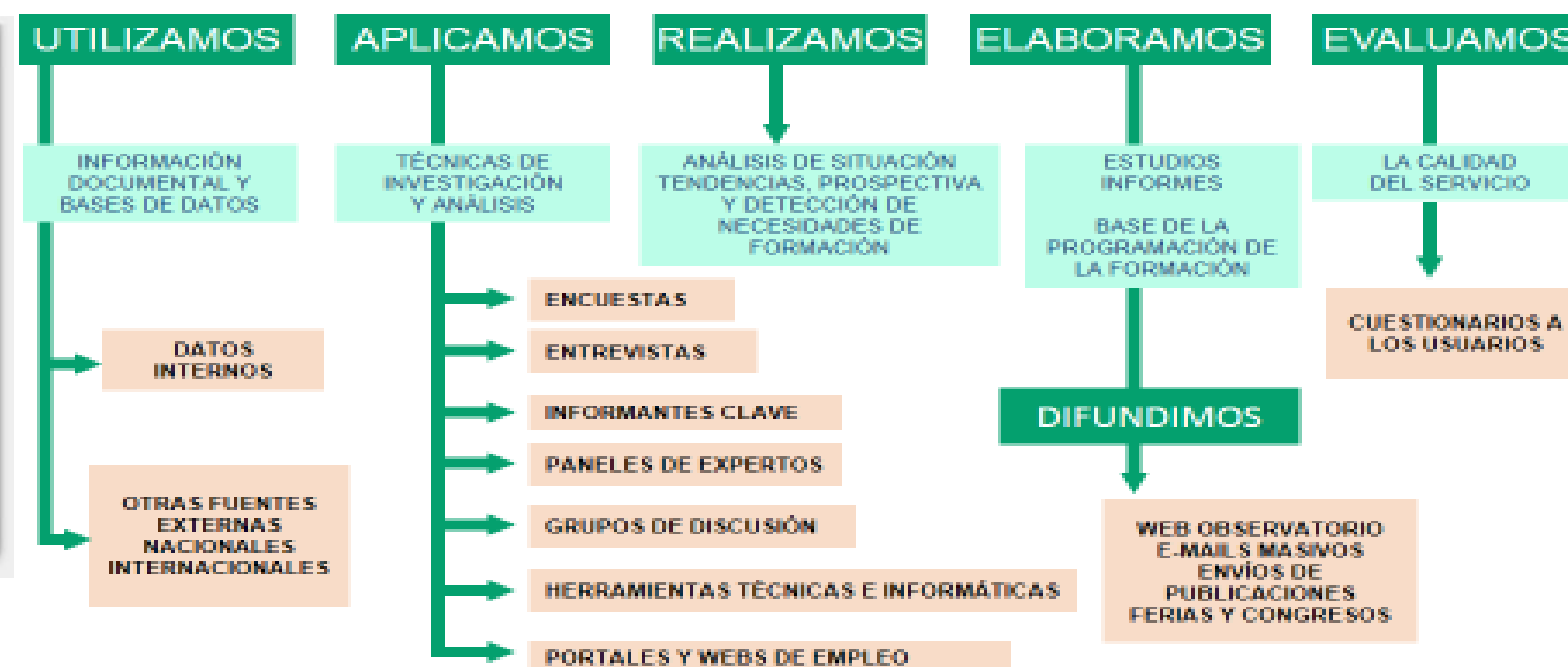 UTILIZAMOS
INFORMACIÓN
DOCUMENTAL Y
BASES DE DATOS
DATOS
INTERNOS
OTRAS FUENTES
EXTERNAS
NACIONALES
INTERNACIONALES
APLICAMOS
TÉCNICAS DE
INVESTIGACIÓN
Y ANÁLISIS
ENCUESTAS
ENTREVISTAS
INFORMANTES CLAVE
PANELES DE EXPERTOS
GRUPOS DE DISCUSIÓN
HERRAMIENTAS TÉCNICAS E INFORMÁTICAS
PORTALES Y WEBS DE EMPLEO
REALIZAMOS
ANÁLISIS DE SITUACIÓN
TENDENCIAS, PROSPECTIVA
Y DETECCIÓN DE
NECESIDADES DE
FORMACIÓN
ELABORAMOS
ESTUDIOS
INFORMES
BASE DE LA
PROGRAMACIÓN DE
LA FORMACIÓN
DIFUNDIMOS
WEB OBSERVATORIO
E-MAILS MASIVOS
ENVÍOS DE
PUBLICACIONES
FERIAS Y CONGRESOS
EVALUAMOS
LA CALIDAD
DEL SERVICIO
CUESTIONARIOS A
LOS USUARIOS